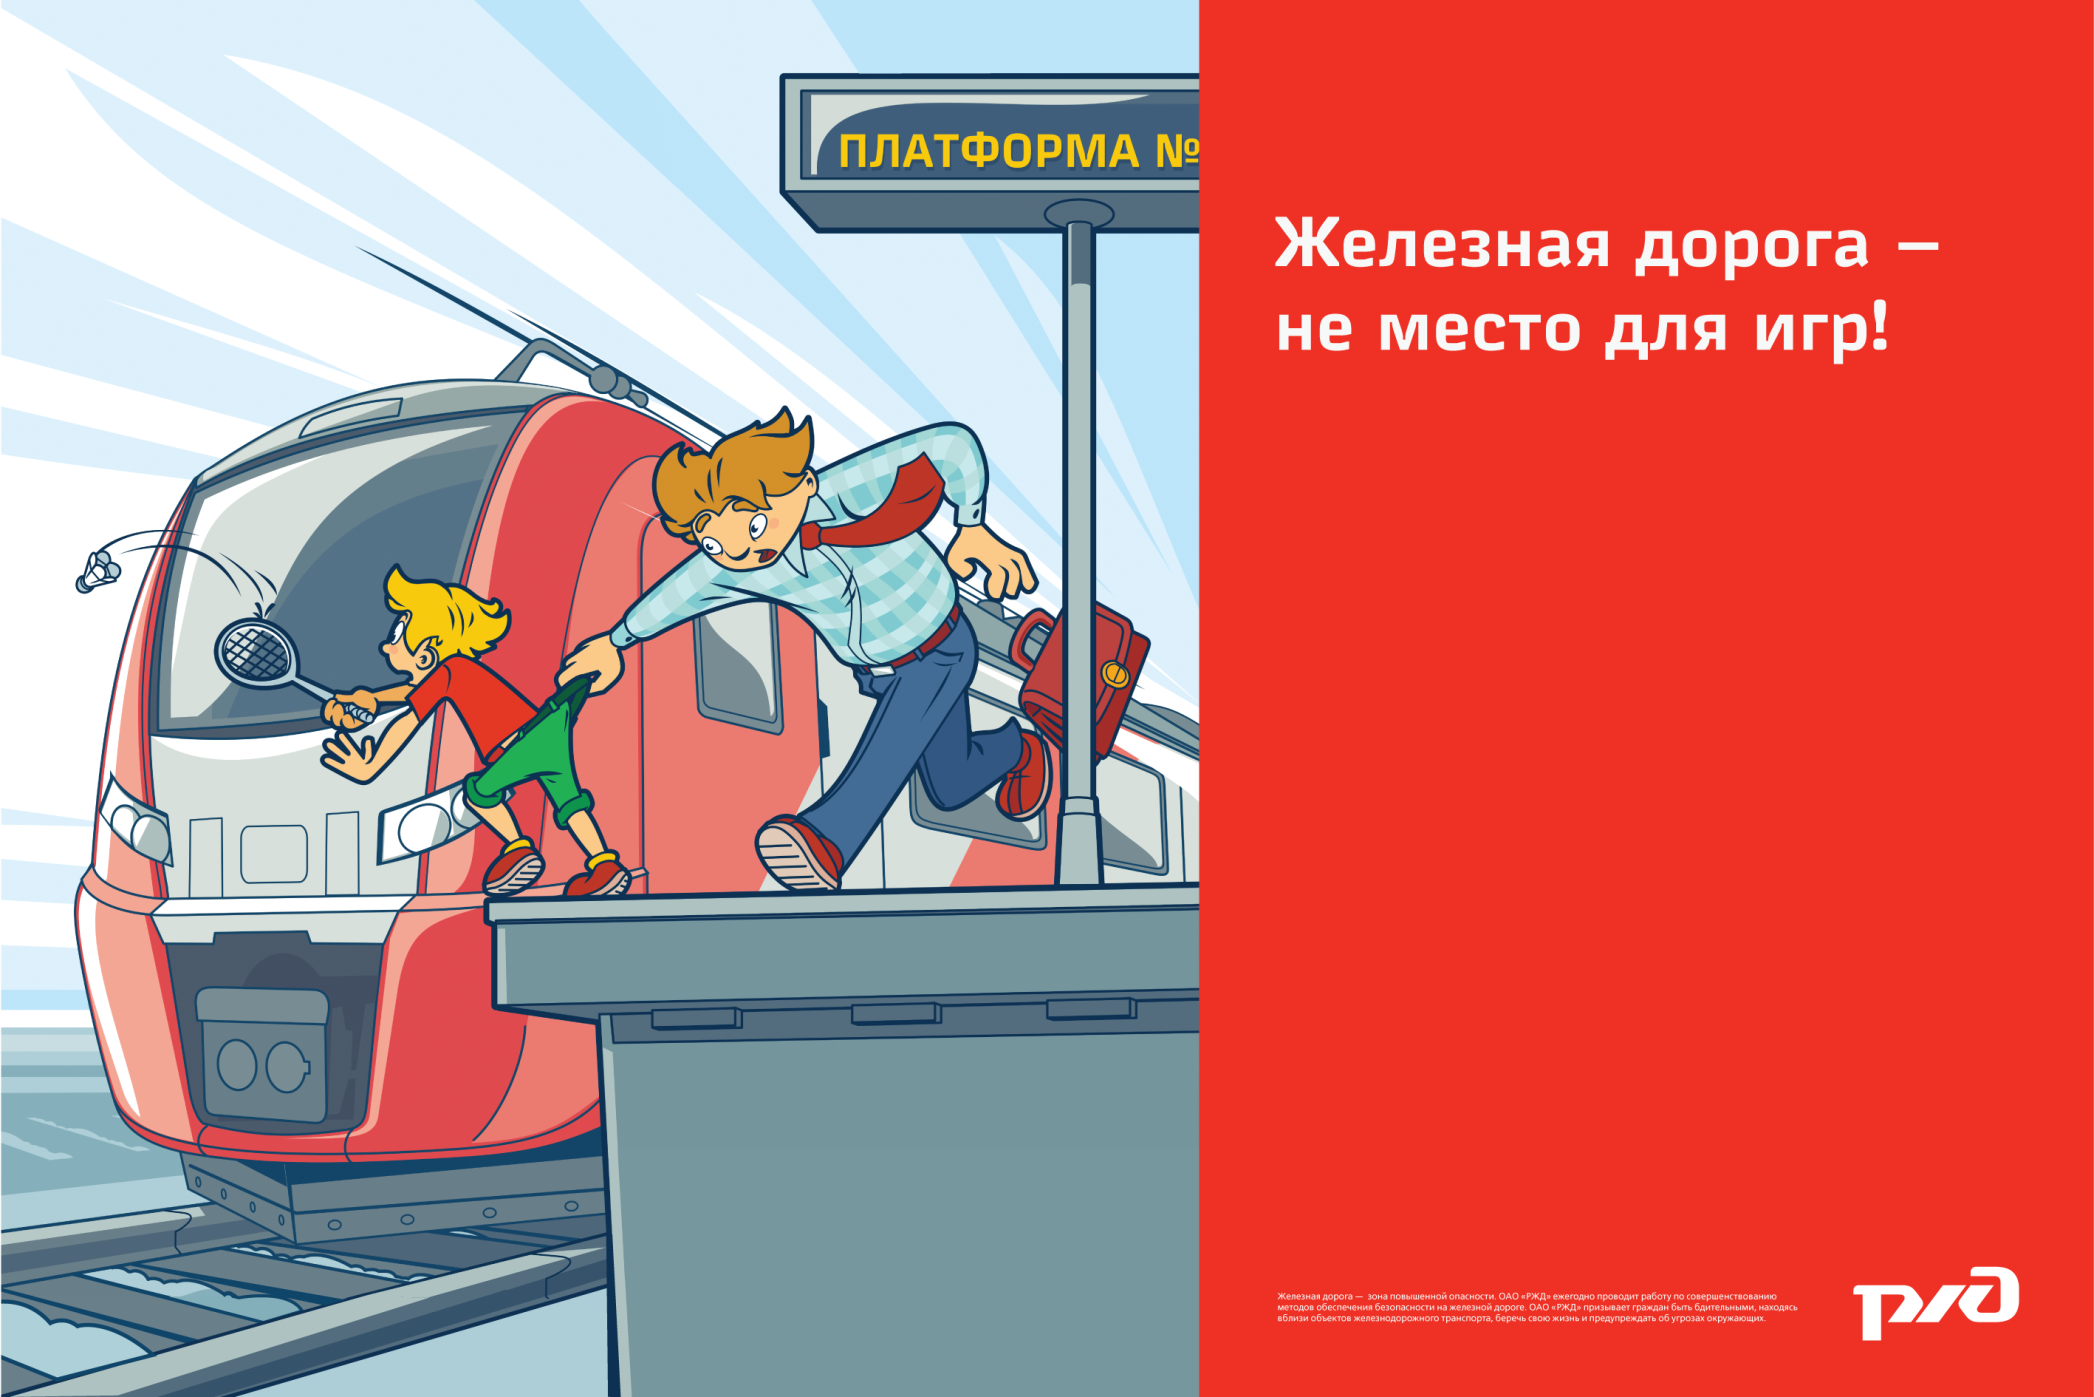 ПЛАТФОРМА №
Железная дорога –
не место для игр!
Железная дорога — зона повышенной опасности. ОАО «РЖД» ежегодно проводит работу по совершенствованию
методов обеспечения безопасности на железной дороге. ОАО «РЖД» призывает граждан быть бдительными, находясь
вблизи объектов железнодорожного транспорта, беречь свою жизнь и предупреждать об угрозах окружающих.
РЖД